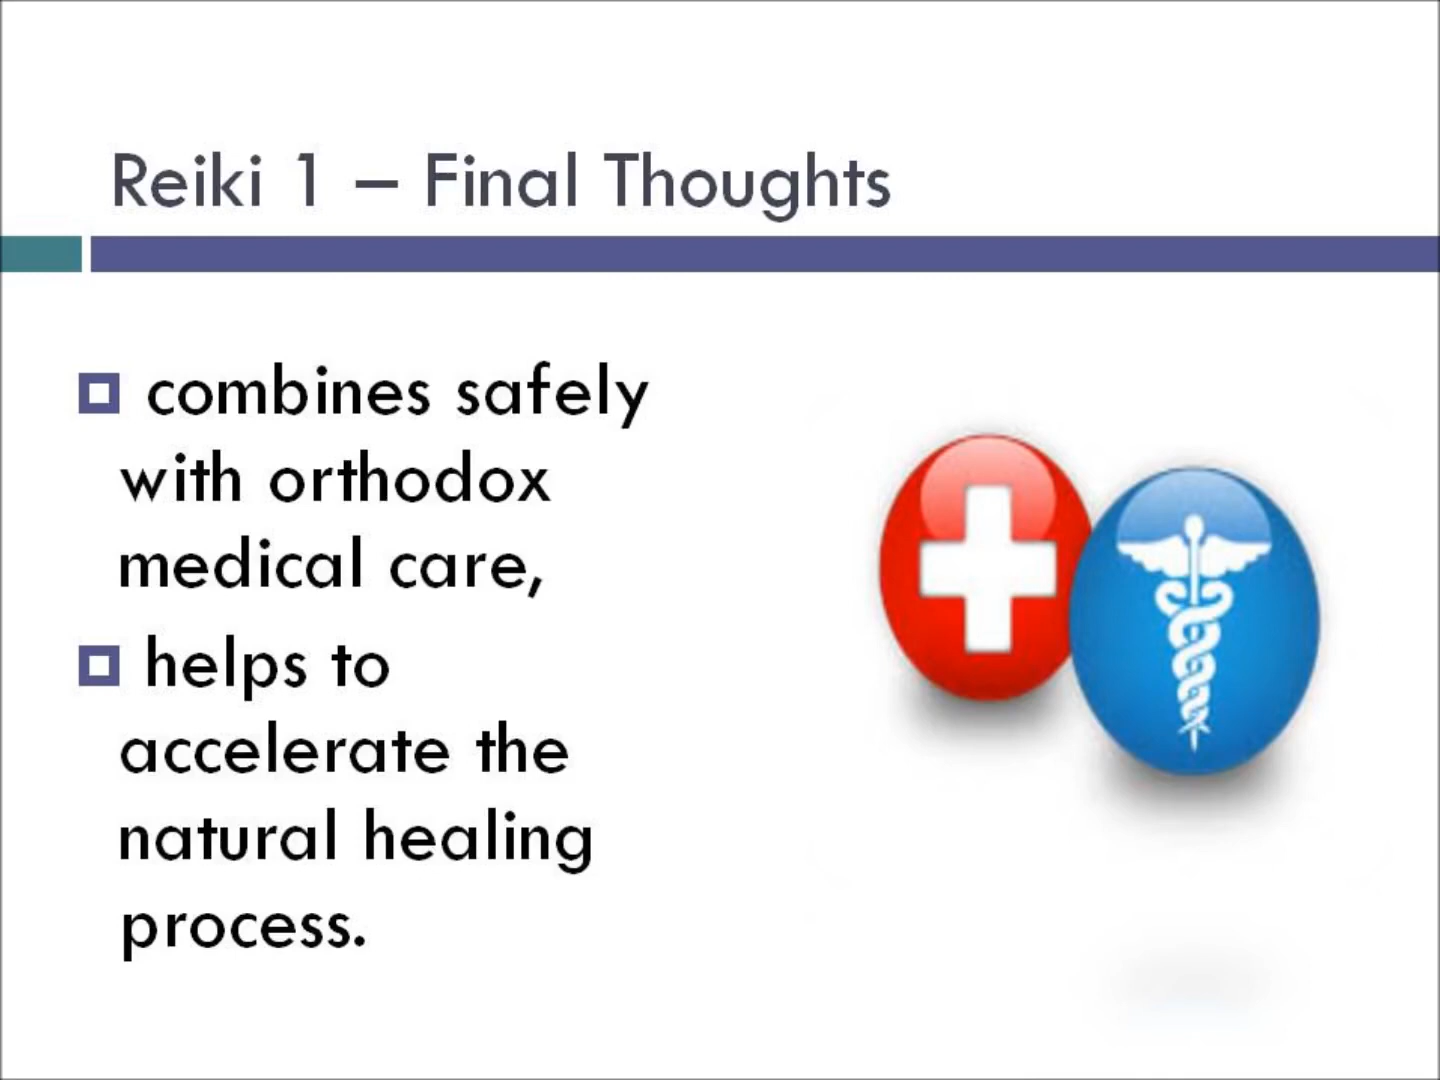 Reiki 1 – Final Thoughts
combines safely
with orthodox
medical care,
helps to
accelerate the
natural healing
process.